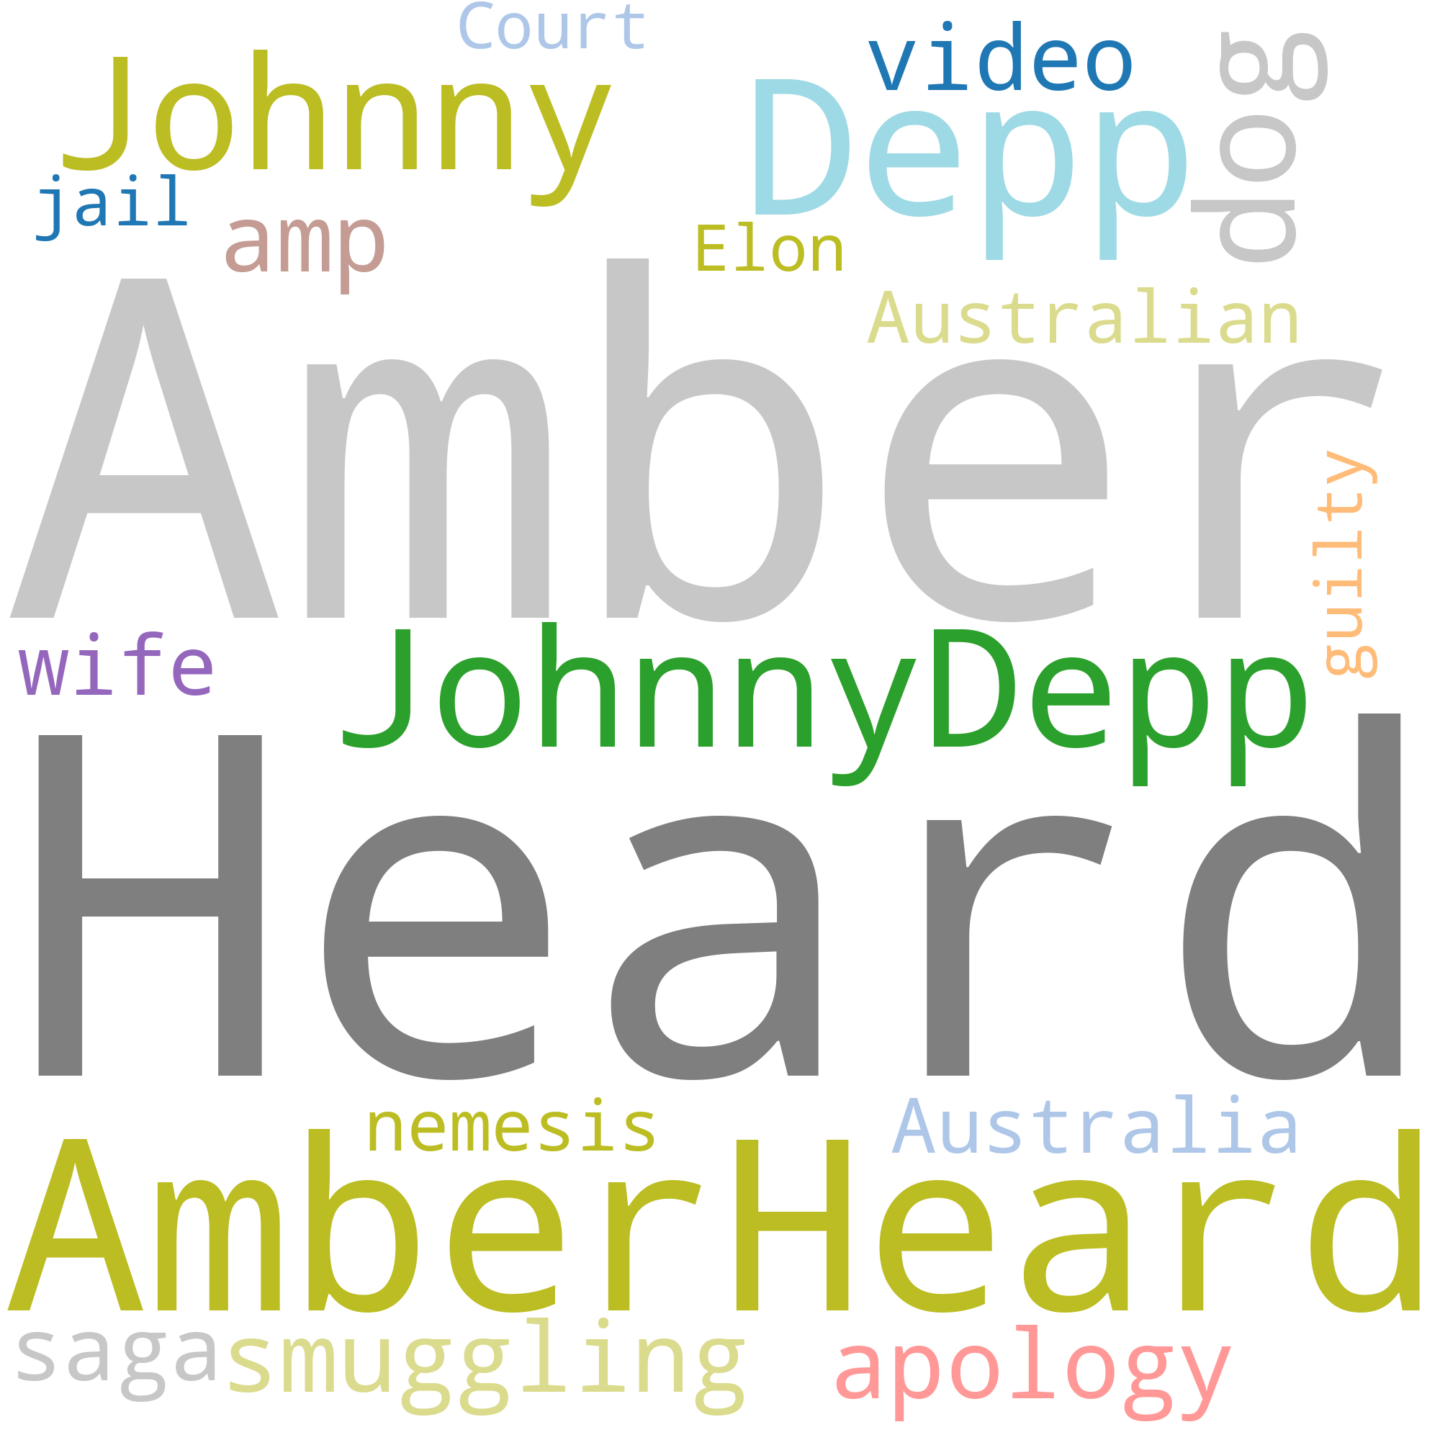 Court
Johnny
Depp
video
dog
jail
amp
Elon
Australian
Amber
guilty
wife
JohnnyDepp
Heard
nemesis
Australia
AmberHeard
saga
smuggling
apology